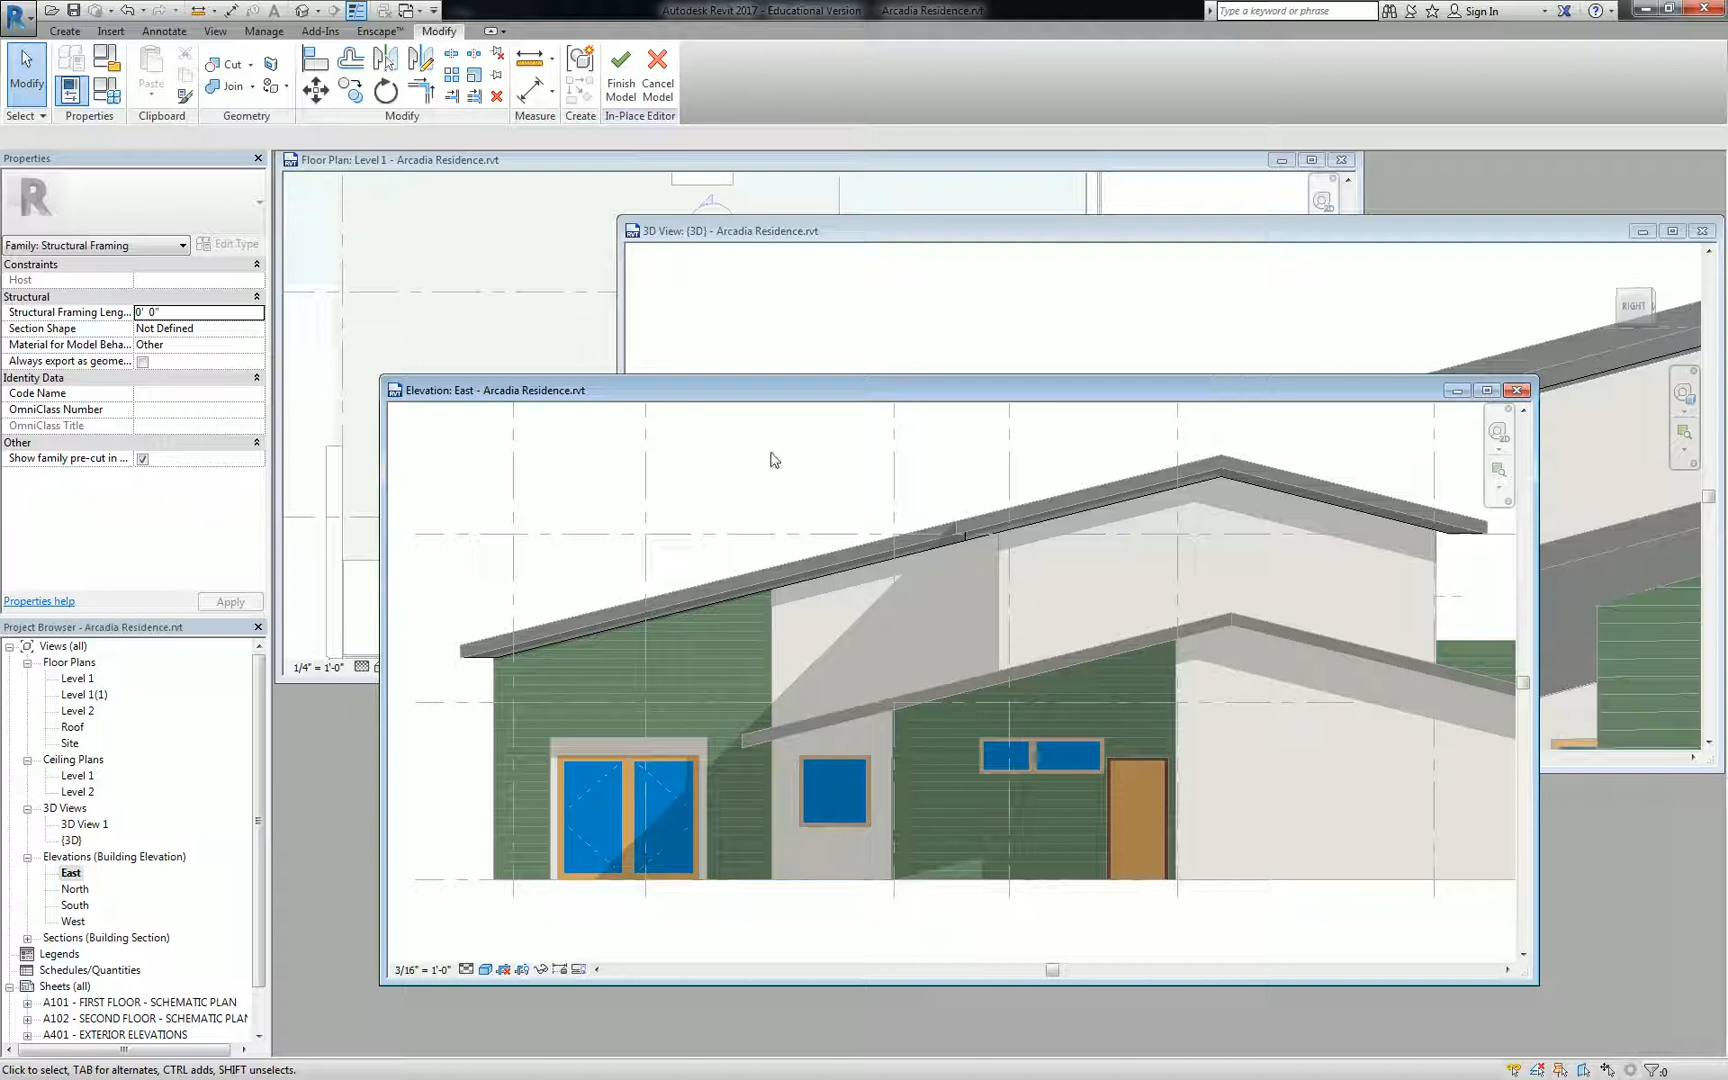 Autodesk Revit 2017 - Educational Version    Arcadia Residence.rvt
Type a keyword or phrase
Sign In
Create Insert Annotate View Manage Add-Ins Enscape™ Modify
Modify
Paste
Cut
Join
Finish Model
Cancel Model
Select Properties Clipboard Geometry Modify Measure Create In-Place Editor
Properties
Floor Plan: Level 1 - Arcadia Residence.rvt
3D View: {3D} - Arcadia Residence.rvt
RIGHT
2D
Elevation: East - Arcadia Residence.rvt
2D
3/16" = 1'-0"
1/4" = 1'-0"
Family: Structural Framing
Edit Type
Constraints
Host
Structural
Structural Framing Leng... 0' 0"
Section Shape Not Defined
Material for Model Beha... Other
Always export as geome...
Identity Data
Code Name
OmniClass Number
OmniClass Title
Other
Show family pre-cut in ...
Properties help
Apply
Project Browser - Arcadia Residence.rvt
Views (all)
Floor Plans
Level 1
Level 1(1)
Level 2
Roof
Site
Ceiling Plans
Level 1
Level 2
3D Views
3D View 1
{3D}
Elevations (Building Elevation)
East
North
South
West
Sections (Building Section)
Legends
Schedules/Quantities
Sheets (all)
A101 - FIRST FLOOR - SCHEMATIC PLAN
A102 - SECOND FLOOR - SCHEMATIC PLAN
A401 - EXTERIOR ELEVATIONS
Click to select, TAB for alternates, CTRL adds, SHIFT unselects.
:0